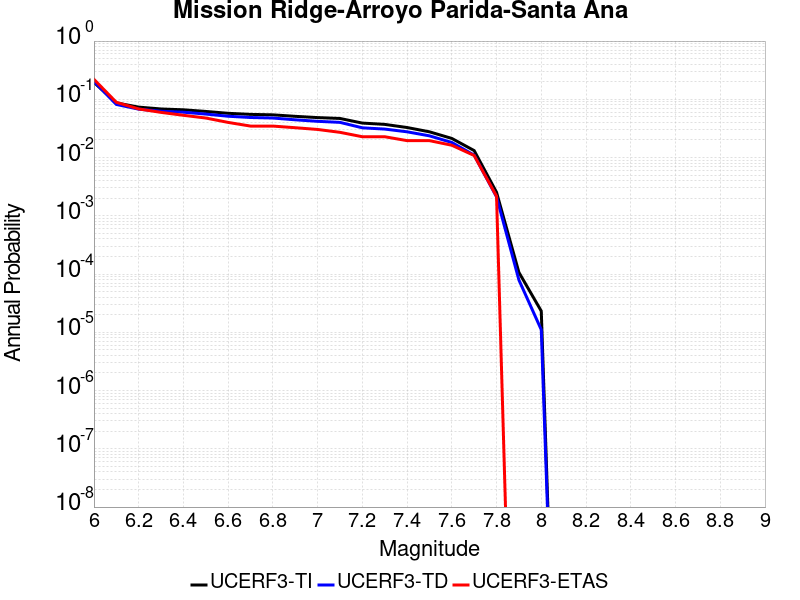 Mission Ridge-Arroyo Parida-Santa Ana
10^0
10^-1
10^-2
10^-3
10^-4
10^-5
10^-6
10^-7
10^-8
Annual Probability
6 6.2 6.4 6.6 6.8 7 7.2 7.4 7.6 7.8 8 8.2 8.4 8.6 8.8 9
Magnitude
UCERF3-TI UCERF3-TD UCERF3-ETAS